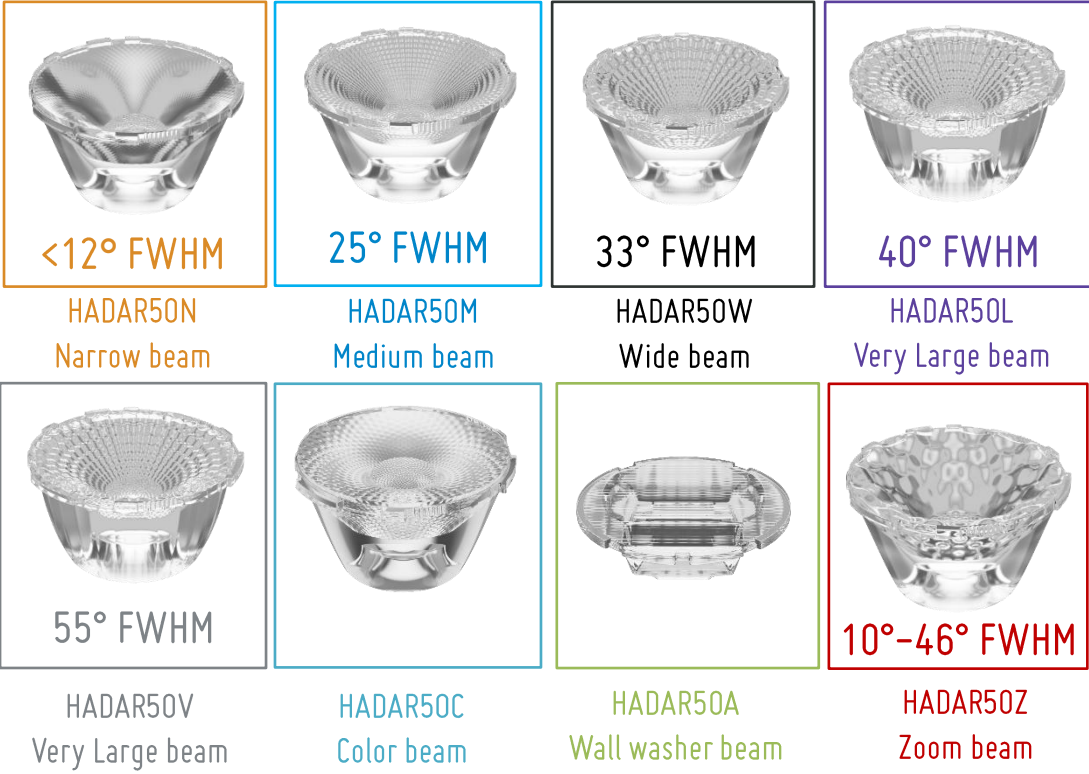 <12° FWHM
HADAR50N
Narrow beam
25° FWHM
HADAR50M
Medium beam
33° FWHM
HADAR50W
Wide beam
40° FWHM
HADAR50L
Very Large beam
55° FWHM
HADAR50V
Very Large beam
HADAR50C
Color beam
HADAR50A
Wall washer beam
10°-46° FWHM
HADAR50Z
Zoom beam